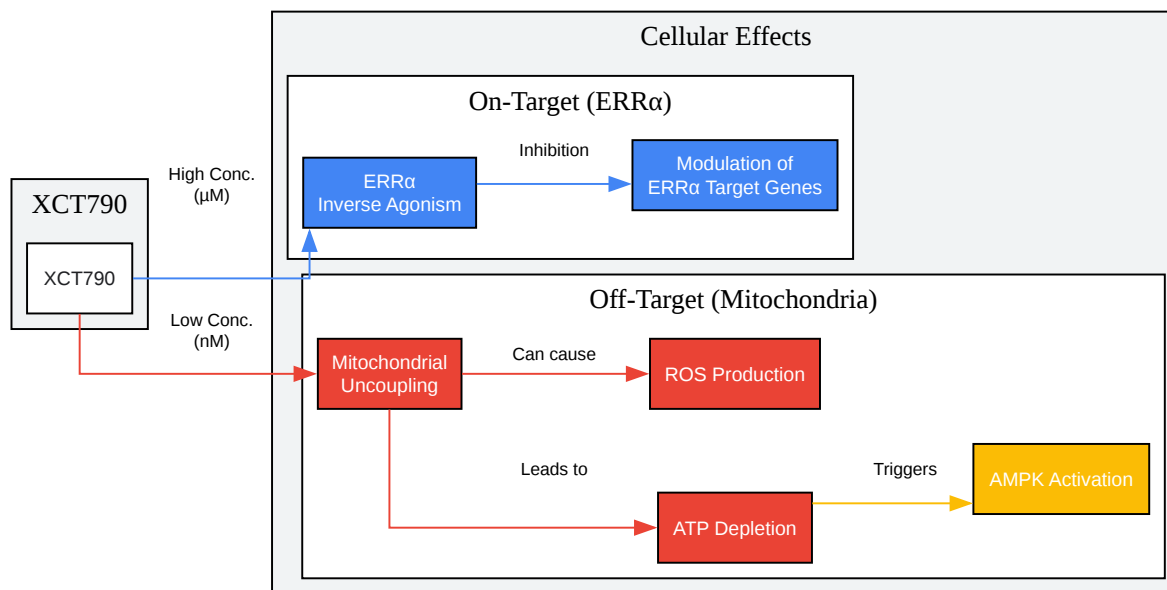 Cellular Effects
On-Target (ERRα)
High Conc.
(µM)
ERRα
Inverse Agonism
Inhibition
Modulation of
ERRα Target Genes
XCT790
XCT790
Low Conc.
(nM)
Off-Target (Mitochondria)
Mitochondrial
Uncoupling
Can cause
ROS Production
Leads to
ATP Depletion
Triggers
AMPK Activation